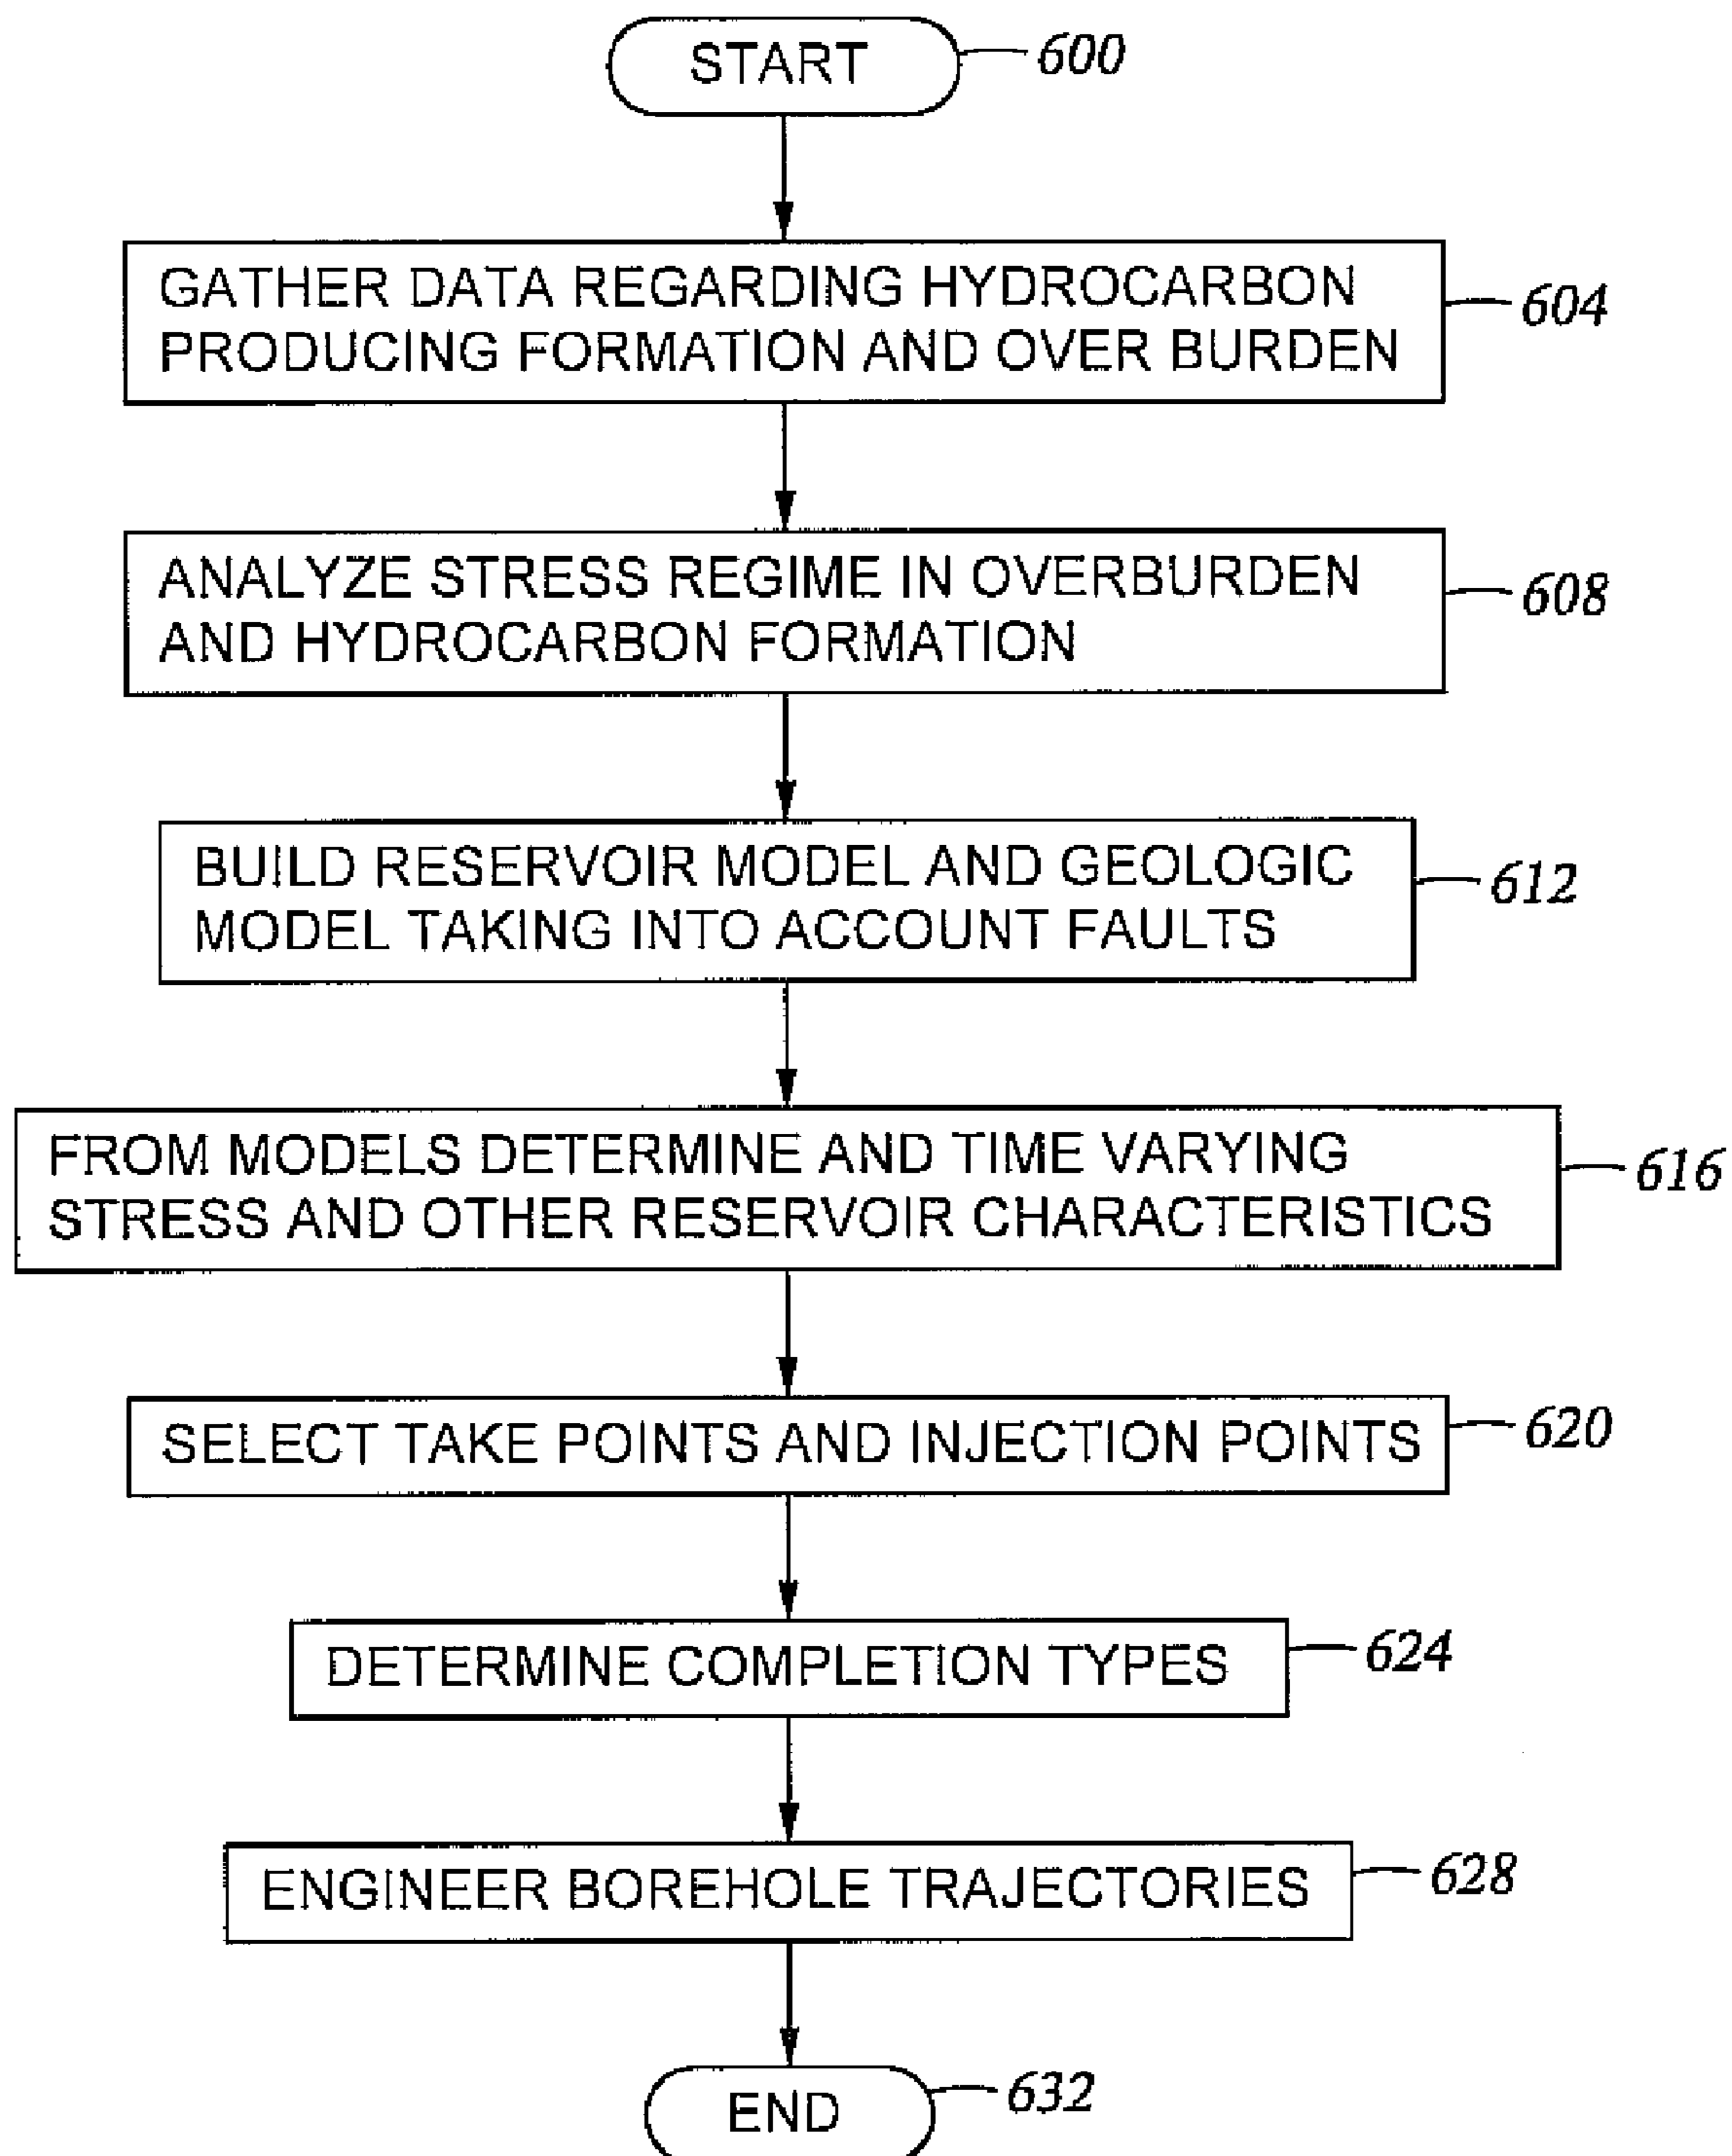 START
600
GATHER DATA REGARDING HYDROCARBON
PRODUCING FORMATION AND OVER BURDEN
604
ANALYZE STRESS REGIME IN OVERBURDEN
AND HYDROCARBON FORMATION
608
BUILD RESERVOIR MODEL AND GEOLOGIC
MODEL TAKING INTO ACCOUNT FAULTS
612
FROM MODELS DETERMINE AND TIME VARYING
STRESS AND OTHER RESERVOIR CHARACTERISTICS
616
SELECT TAKE POINTS AND INJECTION POINTS
620
DETERMINE COMPLETION TYPES
624
ENGINEER BOREHOLE TRAJECTORIES
628
END
632